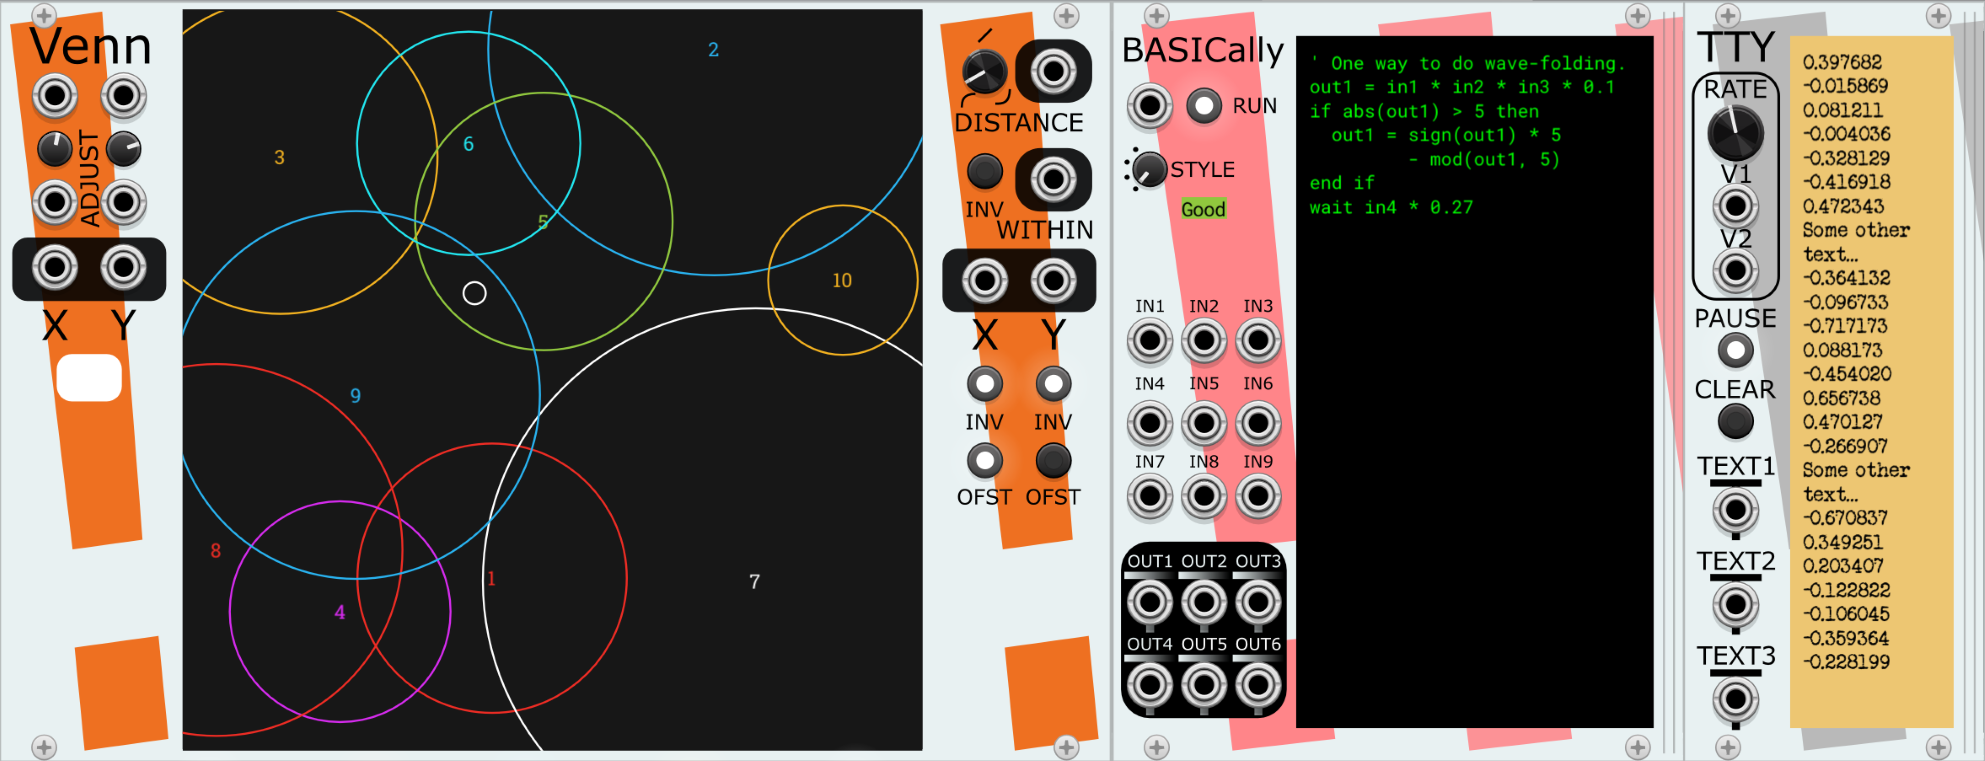 Venn
ADJUST
X Y
3
6
2
5
10
9
8
4
1
7
DISTANCE
INV
WITHIN
X Y
INV INV
OFST OFST
BASICally
RUN
STYLE
Good
IN1 IN2 IN3
IN4 IN5 IN6
IN7 IN8 IN9
OUT1 OUT2 OUT3
OUT4 OUT5 OUT6
' One way to do wave-folding.
out1 = in1 * in2 * in3 * 0.1
if abs(out1) > 5 then
  out1 = sign(out1) * 5
         - mod(out1, 5)
end if
wait in4 * 0.27
TTY
RATE
V1
V2
PAUSE
CLEAR
TEXT1
TEXT2
TEXT3
0.397682
-0.015869
0.081211
-0.004036
-0.328129
-0.416918
0.472343
Some other
text...
-0.364132
-0.096733
-0.717173
0.088173
-0.454020
0.656738
0.470127
-0.266907
Some other
text...
-0.670837
0.349251
0.203407
-0.122822
-0.106045
-0.359364
-0.228199